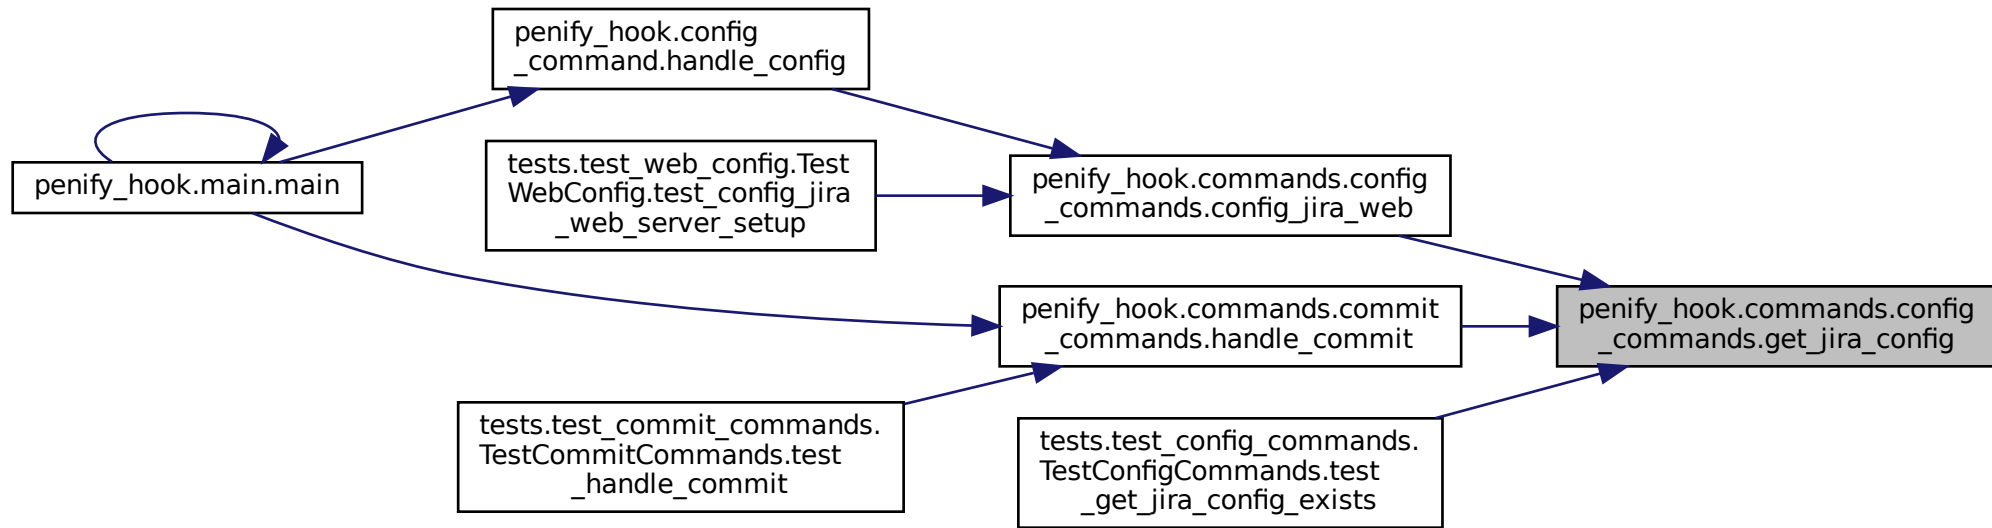 penify_hook.config
_command.handle_config
penify_hook.main.main
tests.test_web_config.Test
WebConfig.test_config_jira
_web_server_setup
penify_hook.commands.config
_commands.config_jira_web
penify_hook.commands.commit
_commands.handle_commit
penify_hook.commands.config
_commands.get_jira_config
tests.test_commit_commands.
TestCommitCommands.test
_handle_commit
tests.test_config_commands.
TestConfigCommands.test
_get_jira_config_exists